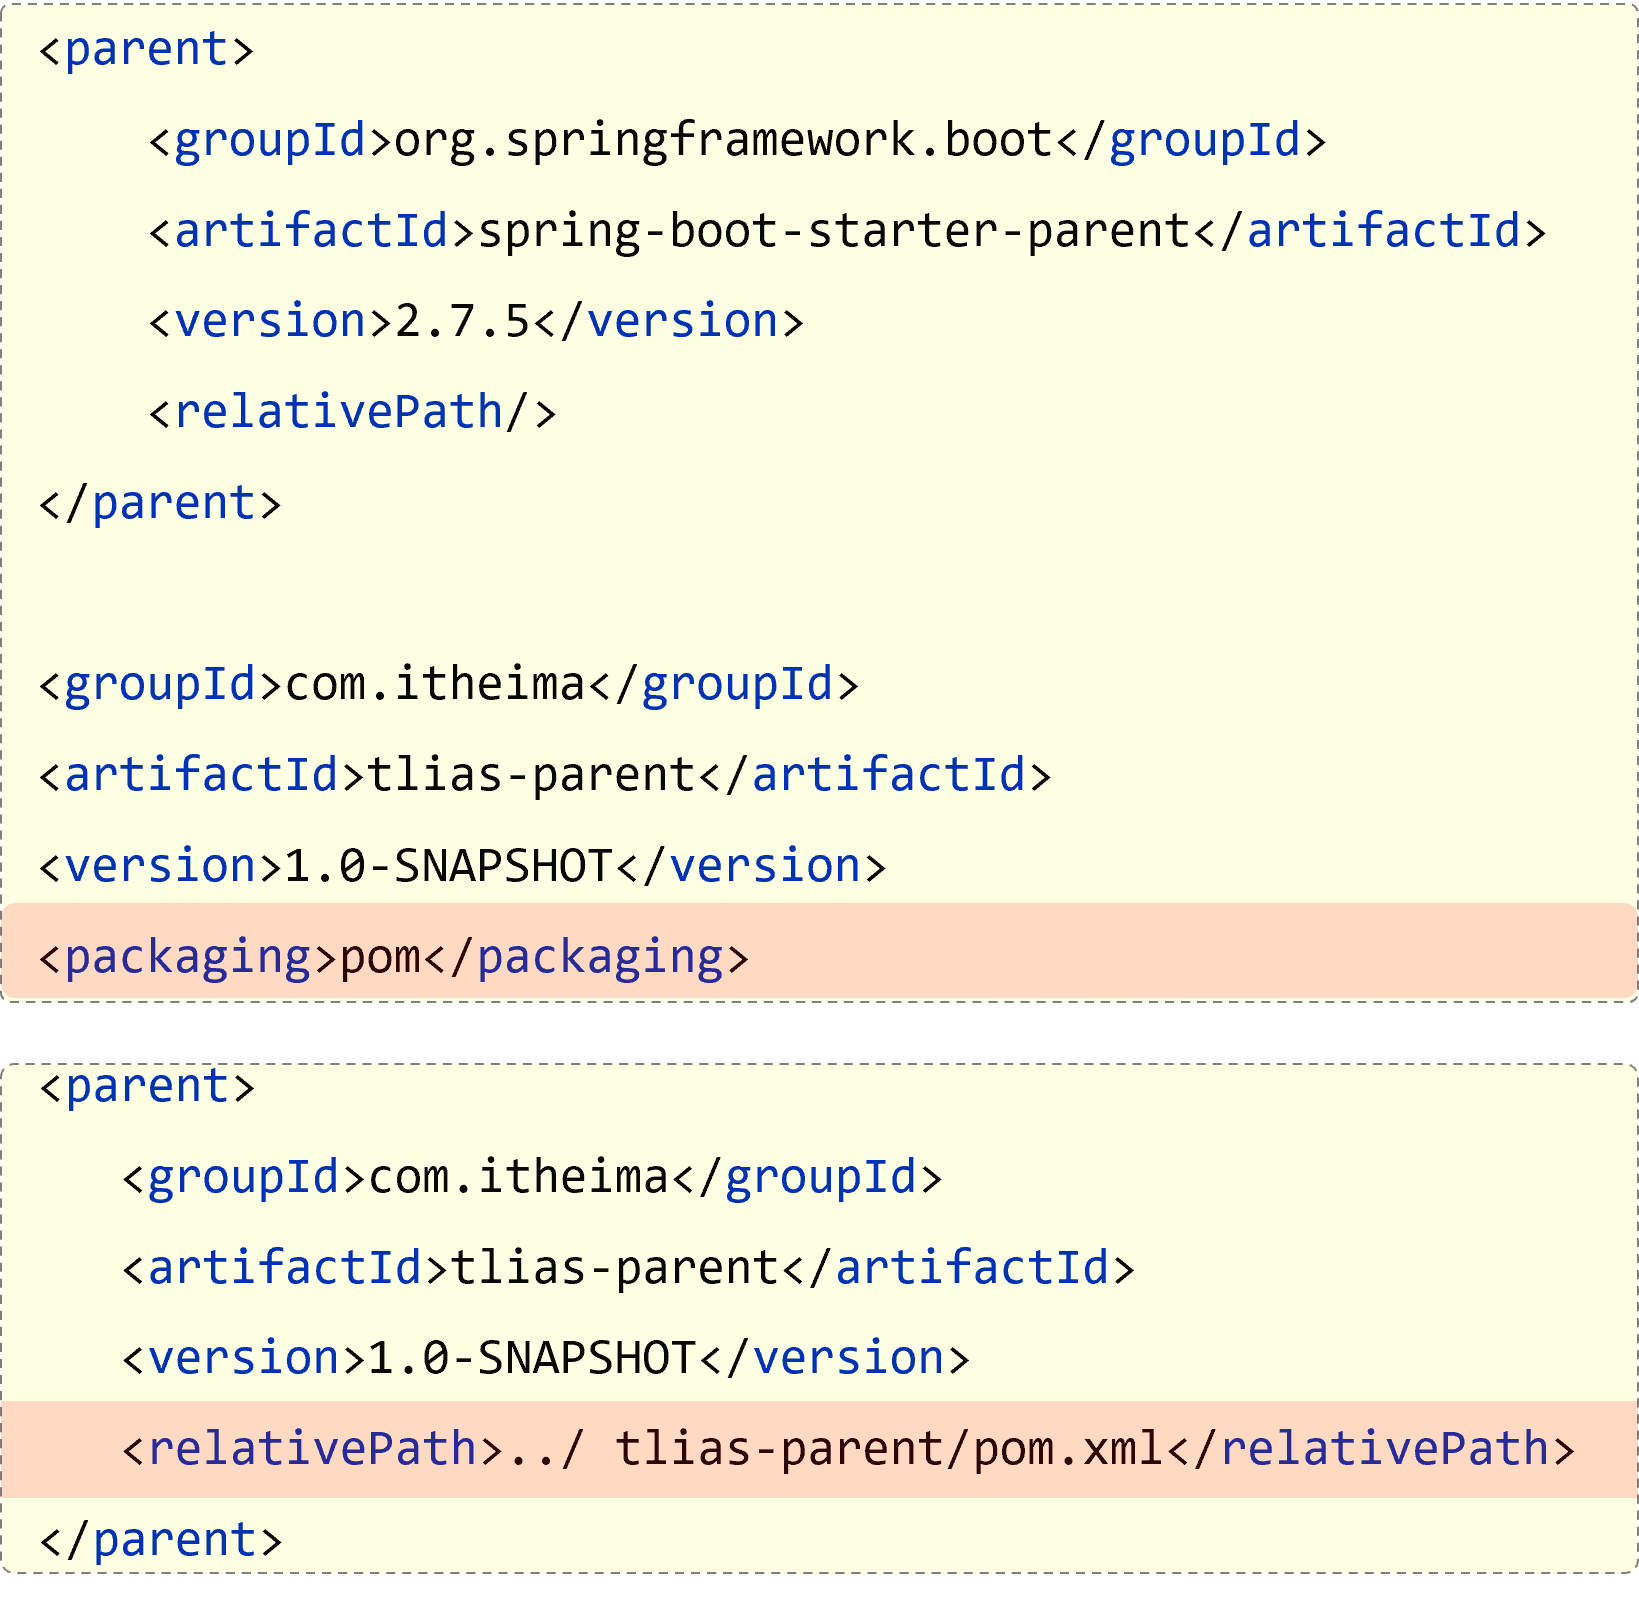 <parent>
<groupId>org.springframework.boot</groupId>
<artifactId>spring-boot-starter-parent</artifactId>
<version>2.7.5</version>
<relativePath/>
</parent>
<groupId>com.itheima</groupId>
<artifactId>tlias-parent</artifactId>
<version>1.0-SNAPSHOT</version>
<packaging>pom</packaging>
<parent>
<groupId>com.itheima</groupId>
<artifactId>tlias-parent</artifactId>
<version>1.0-SNAPSHOT</version>
<relativePath>../ tlias-parent/pom.xml</relativePath>
</parent>